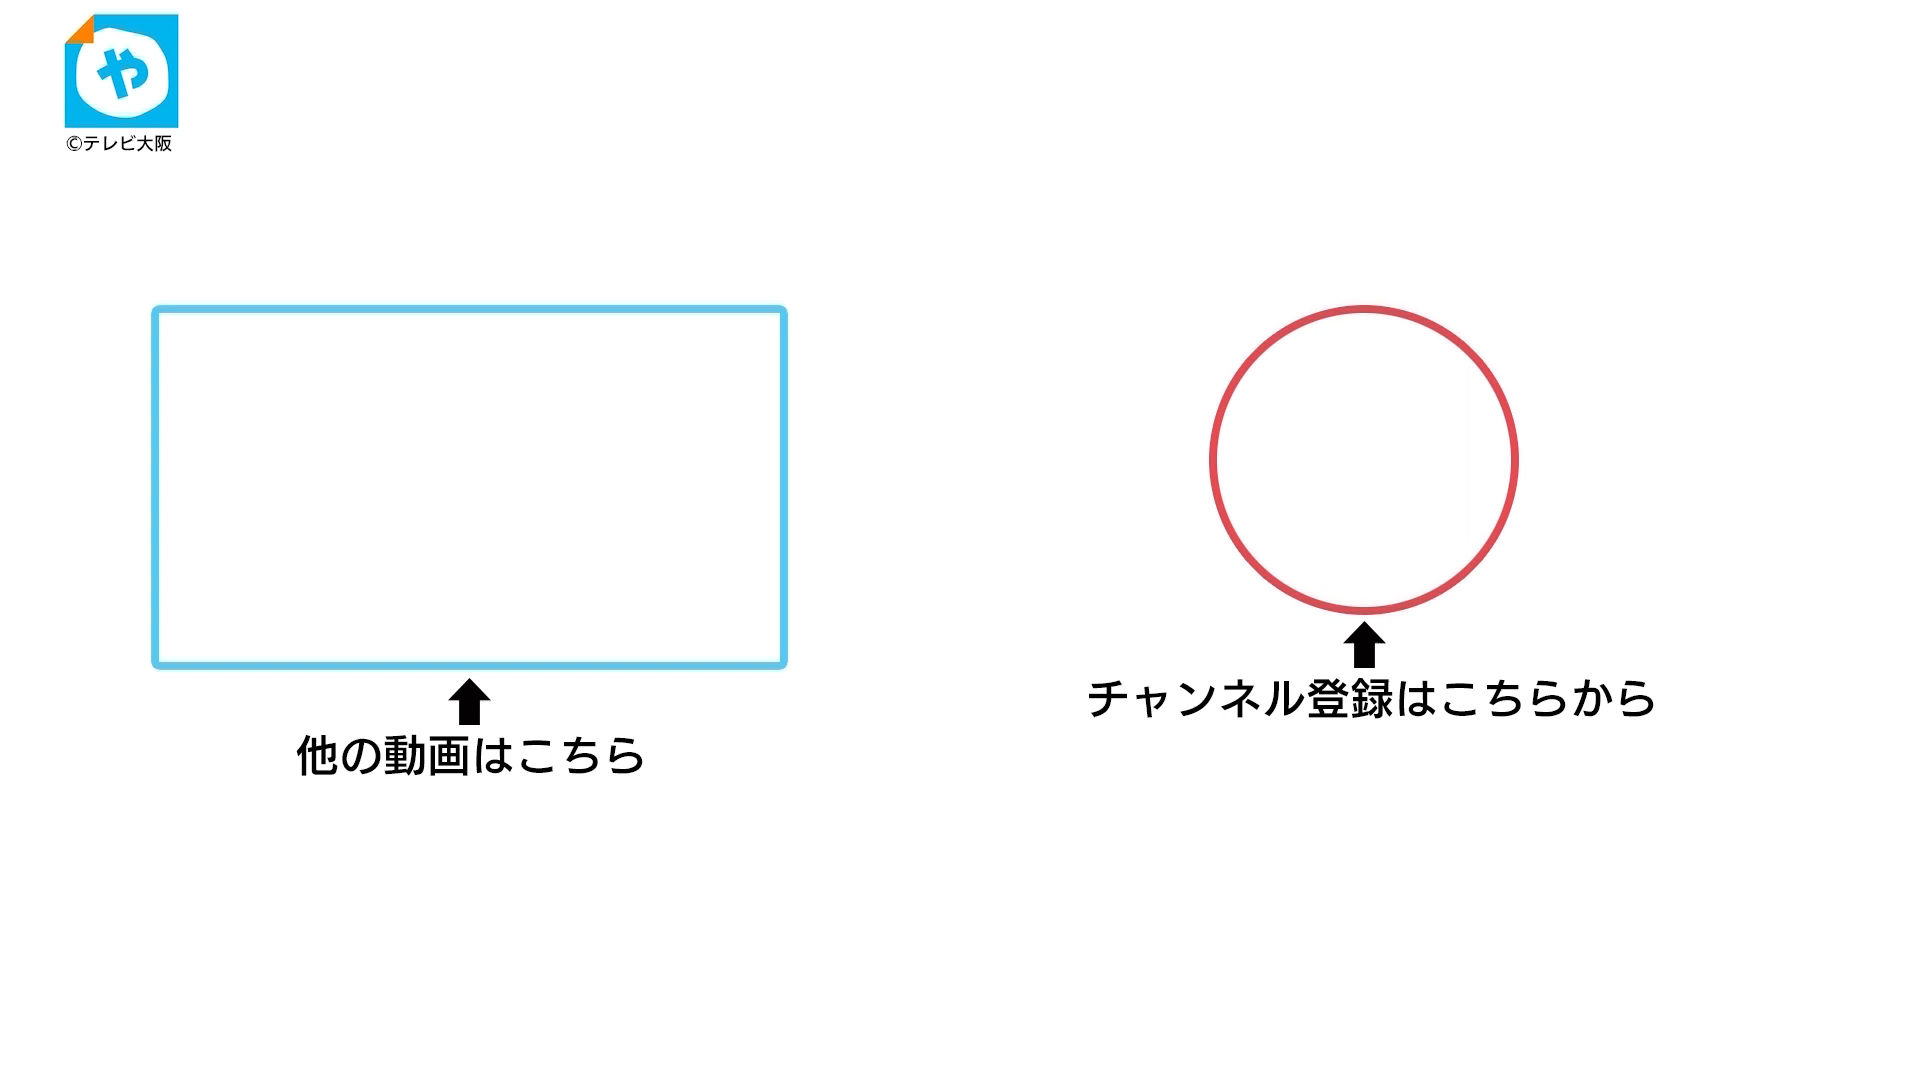 や
©テレビ大阪
他の動画はこちら
チャンネル登録はこちらから